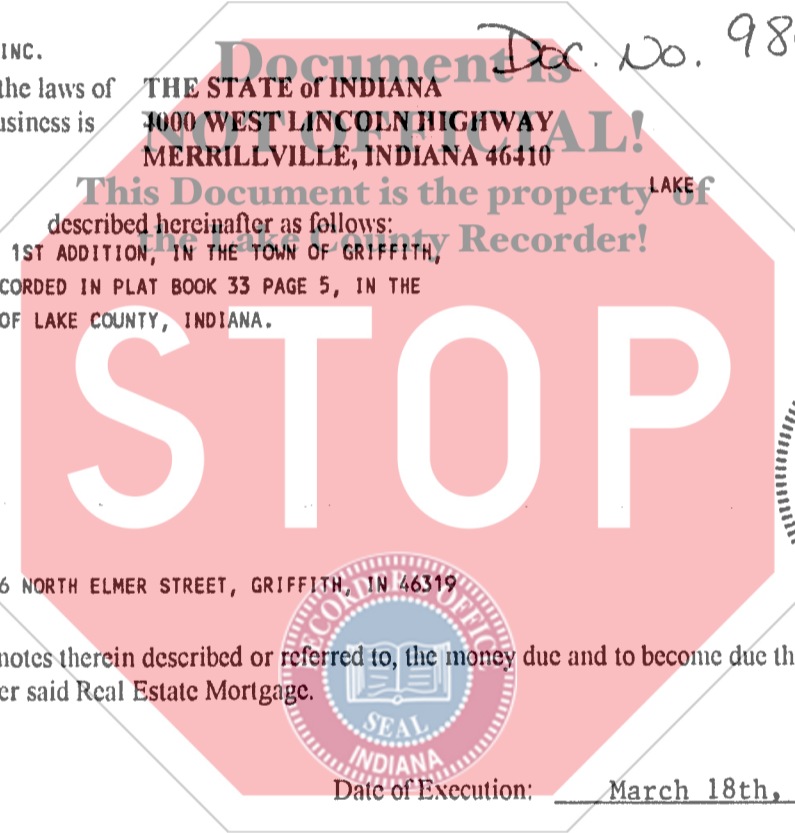 Doc. No. 98
INC.
Document is
the laws of THE STATE of INDIANA
usiness is 4000 WEST LINCOLN HIGHWAY
NOT OFFICIAL!
MERRILLVILLE, INDIANA 46410
This Document is the property of
LAKE
described hereinafter as follows:
the Lake County Recorder!
1ST ADDITION, IN THE TOWN OF GRIFFITH,
CORDED IN PLAT BOOK 33 PAGE 5, IN THE
OF LAKE COUNTY, INDIANA.
STOP
6 NORTH ELMER STREET, GRIFFITH, IN 46319
RECORDER'S OFFICE
notes therein described or referred to, the money due and to become due th
er said Real Estate Mortgage.
SEAL
INDIANA
Date of Execution: March 18th,